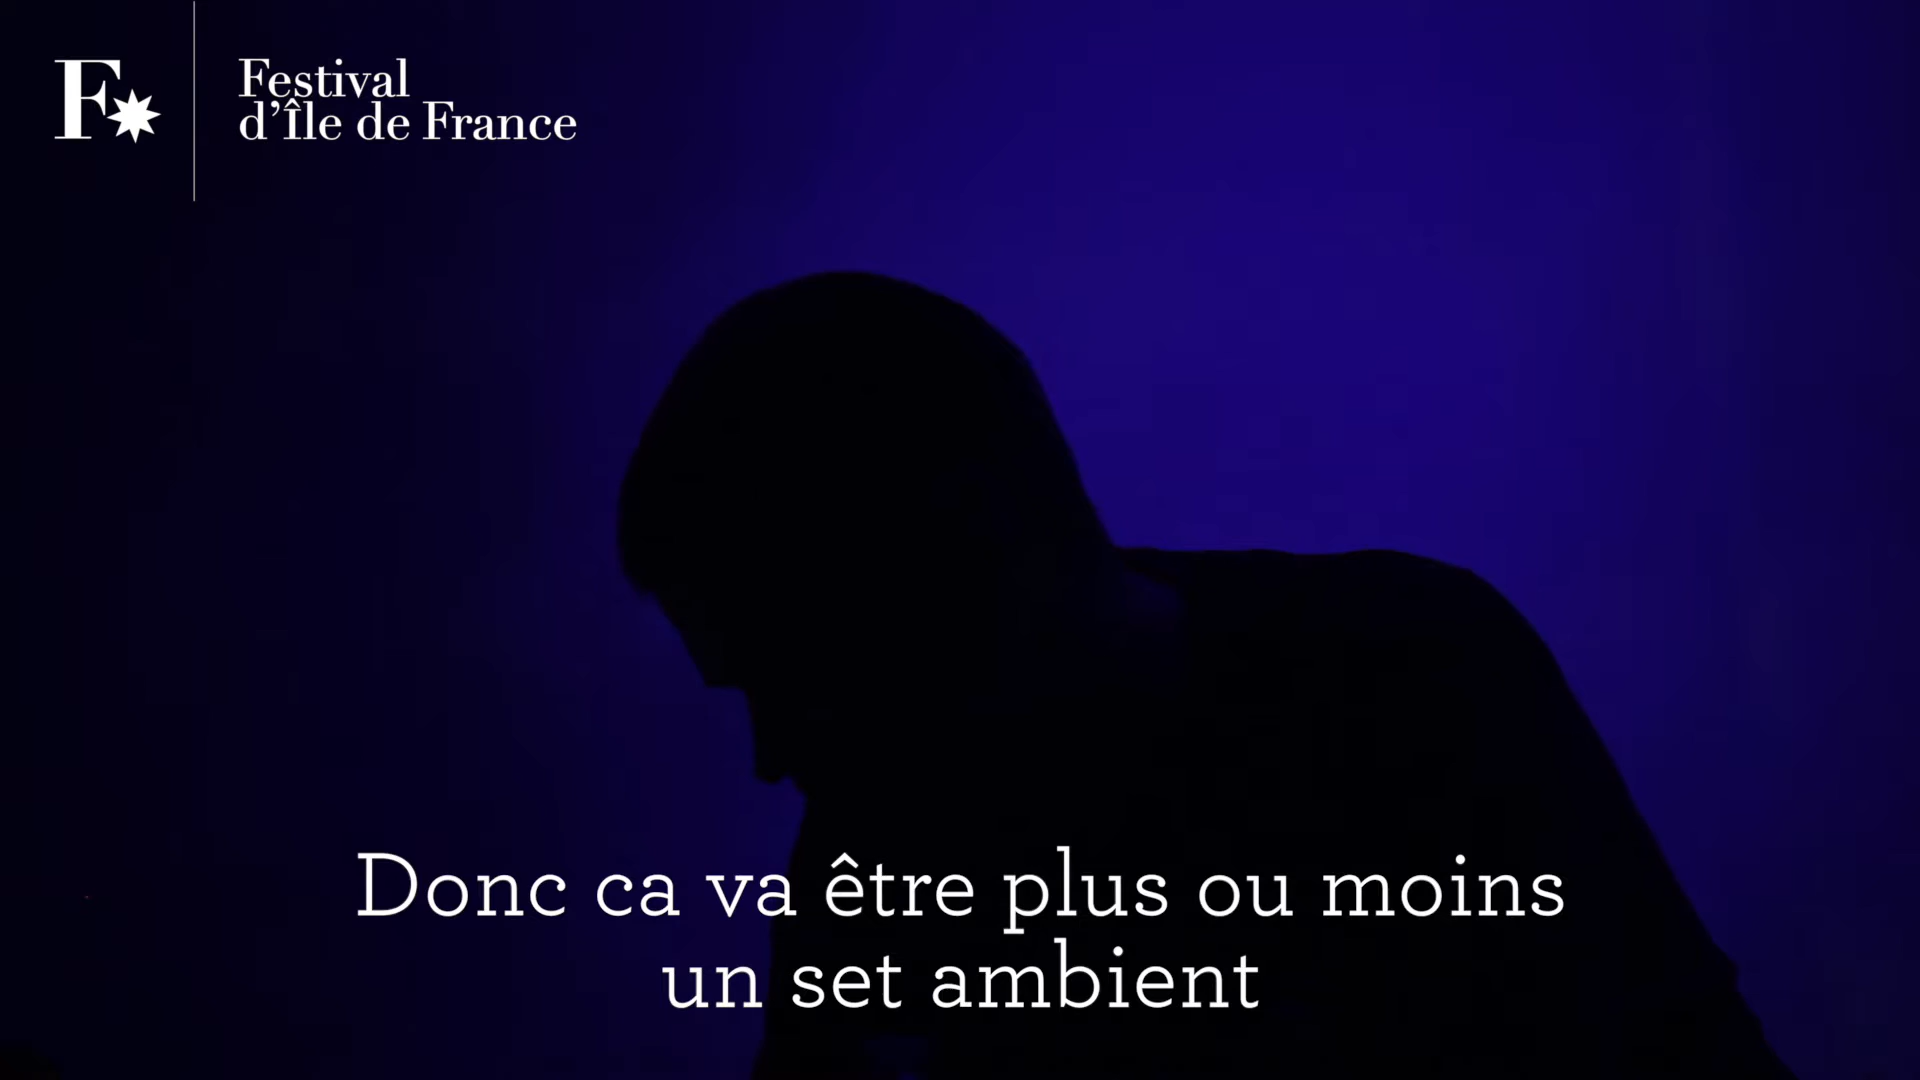 F
Festival
d'Île de France
Donc ca va être plus ou moins
un set ambient